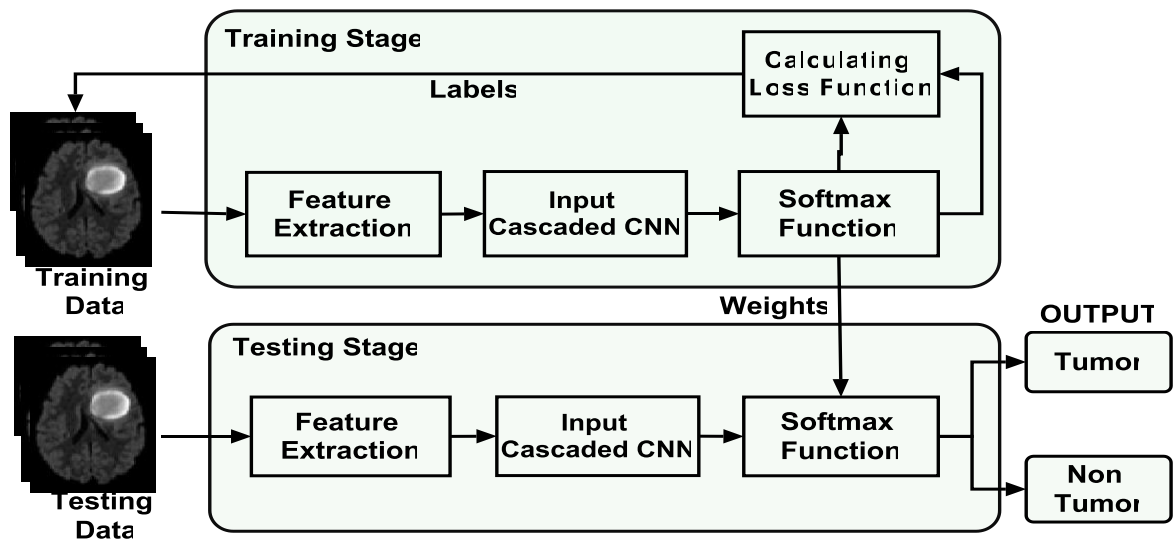 Training Stage
Calculating
Loss Function
Labels
Feature
Extraction
Input
Cascaded CNN
Softmax
Function
Training
Data
Weights
OUTPUT
Testing Stage
Tumor
Feature
Extraction
Input
Cascaded CNN
Softmax
Function
Non
Tumor
Testing
Data